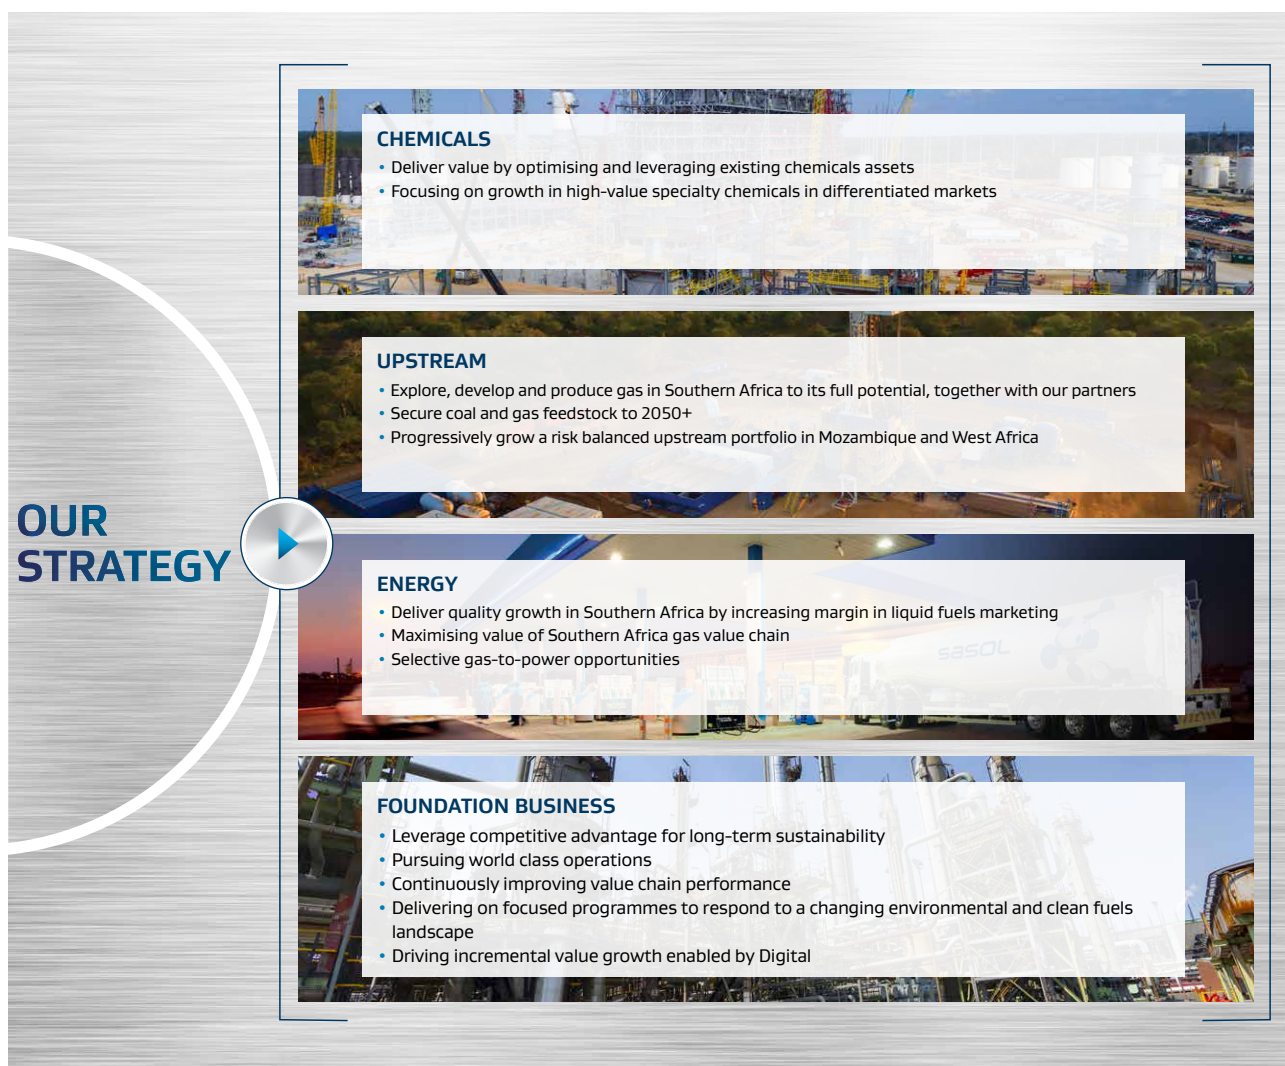 OUR
STRATEGY
CHEMICALS
• Deliver value by optimising and leveraging existing chemicals assets
• Focusing on growth in high-value specialty chemicals in differentiated markets
UPSTREAM
• Explore, develop and produce gas in Southern Africa to its full potential, together with our partners
• Secure coal and gas feedstock to 2050+
• Progressively grow a risk balanced upstream portfolio in Mozambique and West Africa
ENERGY
• Deliver quality growth in Southern Africa by increasing margin in liquid fuels marketing
• Maximising value of Southern Africa gas value chain
• Selective gas-to-power opportunities
sasol
FOUNDATION BUSINESS
• Leverage competitive advantage for long-term sustainability
• Pursuing world class operations
• Continuously improving value chain performance
• Delivering on focused programmes to respond to a changing environmental and clean fuels
landscape
• Driving incremental value growth enabled by Digital